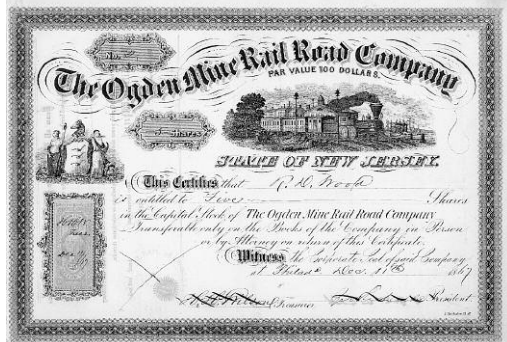 The Ogden Mine Rail Road Company
PAR VALUE 100 DOLLARS.
Shares
STATE OF NEW JERSEY.
This Certifies that R. D. Wood
is entitled to Shares
in the Capital Stock of The Ogden Mine Rail Road Company
Transferable only on the Books of the Company in Person
or by Attorney on return of this Certificate.
Witness the Corporate Seal of said Company
at Philada Dec 11th 1867
Treasurer President